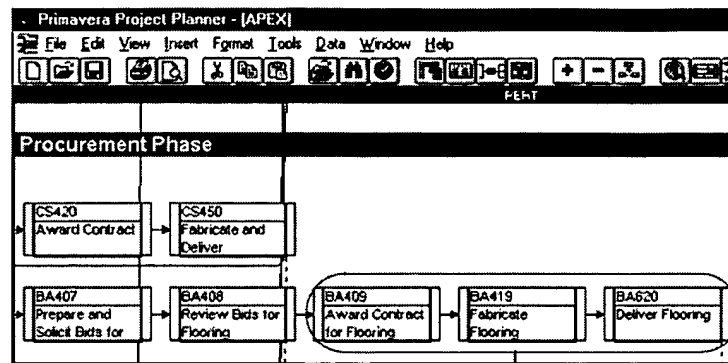 Primavera Project Planner - [APEX]
File Edit View Insert Format Tools Data Window Help
PERT
Procurement Phase
CS420
Award Contract
CS450
Fabricate and
Deliver
BA407
Prepare and
Solicit Bids for
BA408
Review Bids for
Flooring
BA409
Award Contract
for Flooring
BA419
Fabricate
Flooring
BA620
Deliver Flooring